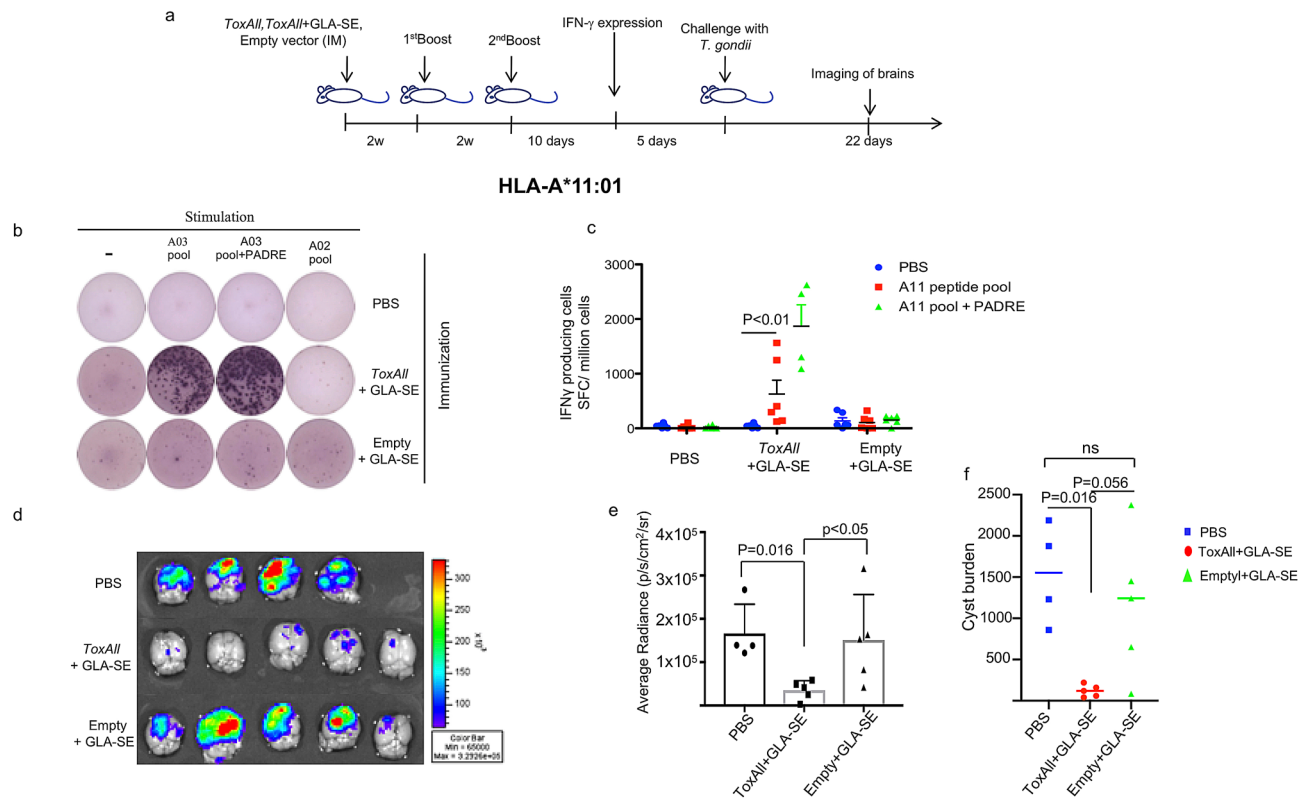 a
ToxAll,ToxAll+GLA-SE,
Empty vector (IM)
1stBoost
2ndBoost
IFN-γ expression
Challenge with
T. gondii
Imaging of brains
2w
2w
10 days
5 days
22 days
HLA-A*11:01
b
Stimulation
-
A03
pool
A03
pool+PADRE
A02
pool
PBS
ToxAll
+ GLA-SE
Empty
+ GLA-SE
Immunization
c
IFNγ producing cells
SFC/ million cells
3000
2000
1000
0
P<0.01
PBS
ToxAll
+GLA-SE
Empty
+GLA-SE
PBS
A11 peptide pool
A11 pool + PADRE
d
PBS
ToxAll
+ GLA-SE
Empty
+ GLA-SE
300
250
200
150
100
Color Bar
Min = 65000
Max = 3.2926e+05
e
Average Radiance (p/s/cm²/sr)
4x10⁵
3x10⁵
2x10⁵
1x10⁵
P=0.016
p<0.05
PBS
ToxAll+GLA-SE
Empty+GLA-SE
f
Cyst burden
2500
2000
1500
1000
500
ns
P=0.056
P=0.016
PBS
ToxAll+GLA-SE
Empty+GLA-SE
PBS
ToxAll+GLA-SE
Emptyl+GLA-SE